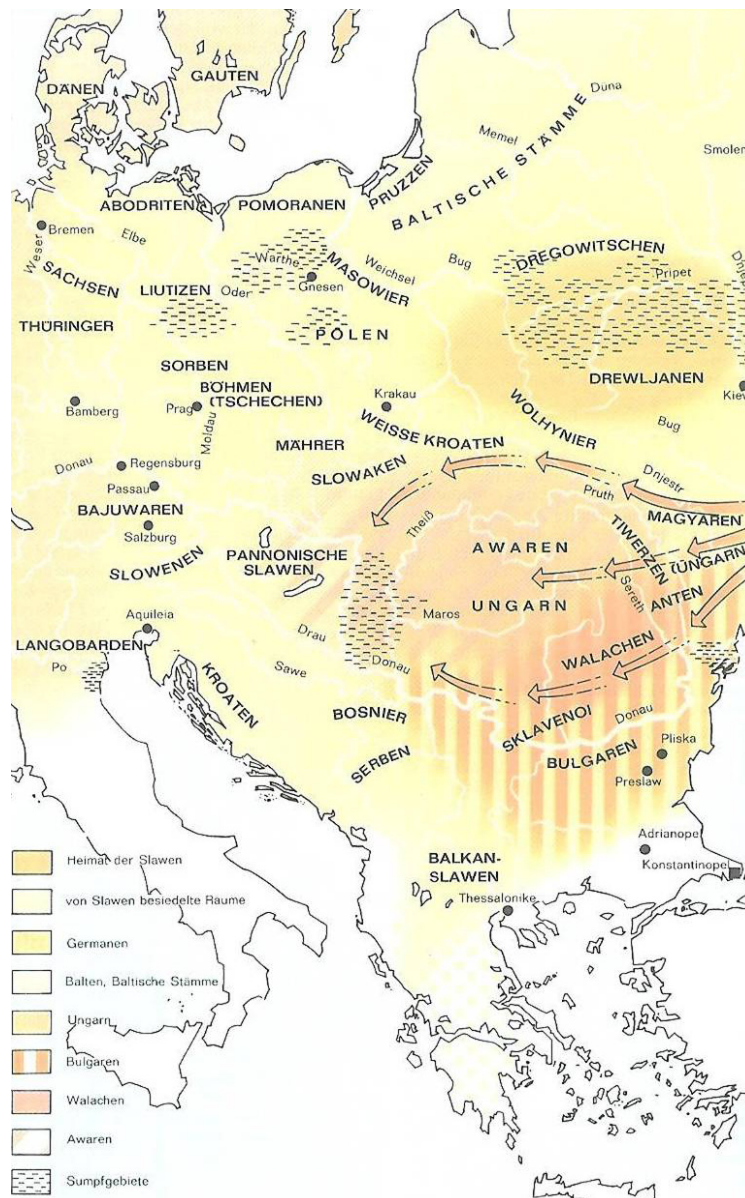 DÄNEN
GAUTEN
Düna
Memel
BALTISCHE STÄMME
Smolen
PRUZZEN
ABODRITEN
POMORANEN
Bremen
Weser
Elbe
Warthe
MASOWIER
Weichsel
Bug
DREGOWITSCHEN
Pripet
Dnjep
SACHSEN
LIUTIZEN
Oder
Gnesen
THÜRINGER
POLEN
SORBEN
BÖHMEN
(TSCHECHEN)
DREWLJANEN
Kiew
Bamberg
Prag
Moldau
Krakau
WOLHYNIER
Bug
WEISSE KROATEN
MÄHRER
SLOWAKEN
Donau
Regensburg
Passau
Dnjestr
Pruth
BAJUWAREN
Theiß
MAGYAREN
Salzburg
TIWERZEN
(UNGARN
PANNONISCHE
SLAWEN
AWAREN
SLOWENEN
Sereth
ANTEN
Aquileia
Maros
UNGARN
LANGOBARDEN
Drau
Donau
WALACHEN
Po
Sawe
KROATEN
BOSNIER
SKLAVENOI
Donau
SERBEN
BULGAREN
Pliska
Preslaw
Adrianopel
BALKAN-
SLAWEN
Konstantinopel
Thessalonike
Heimat der Slawen
von Slawen besiedelte Räume
Germanen
Balten, Baltische Stämme
Ungarn
Bulgaren
Walachen
Awaren
Sumpfgebiete